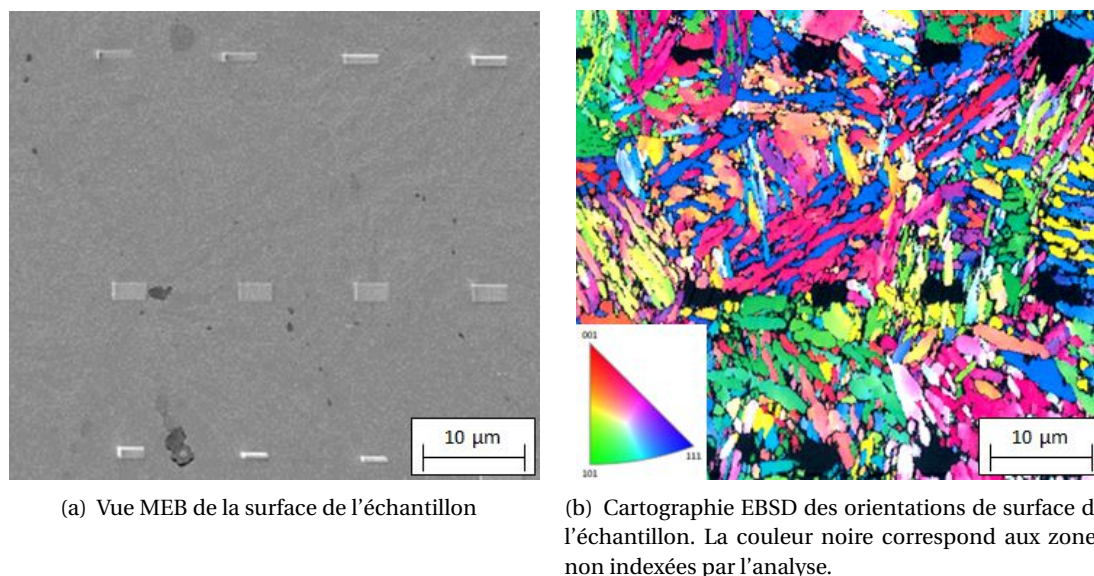 10 µm
001
111
101
10 µm
(a) Vue MEB de la surface de l'échantillon
(b) Cartographie EBSD des orientations de surface d
l'échantillon. La couleur noire correspond aux zone
non indexées par l'analyse.